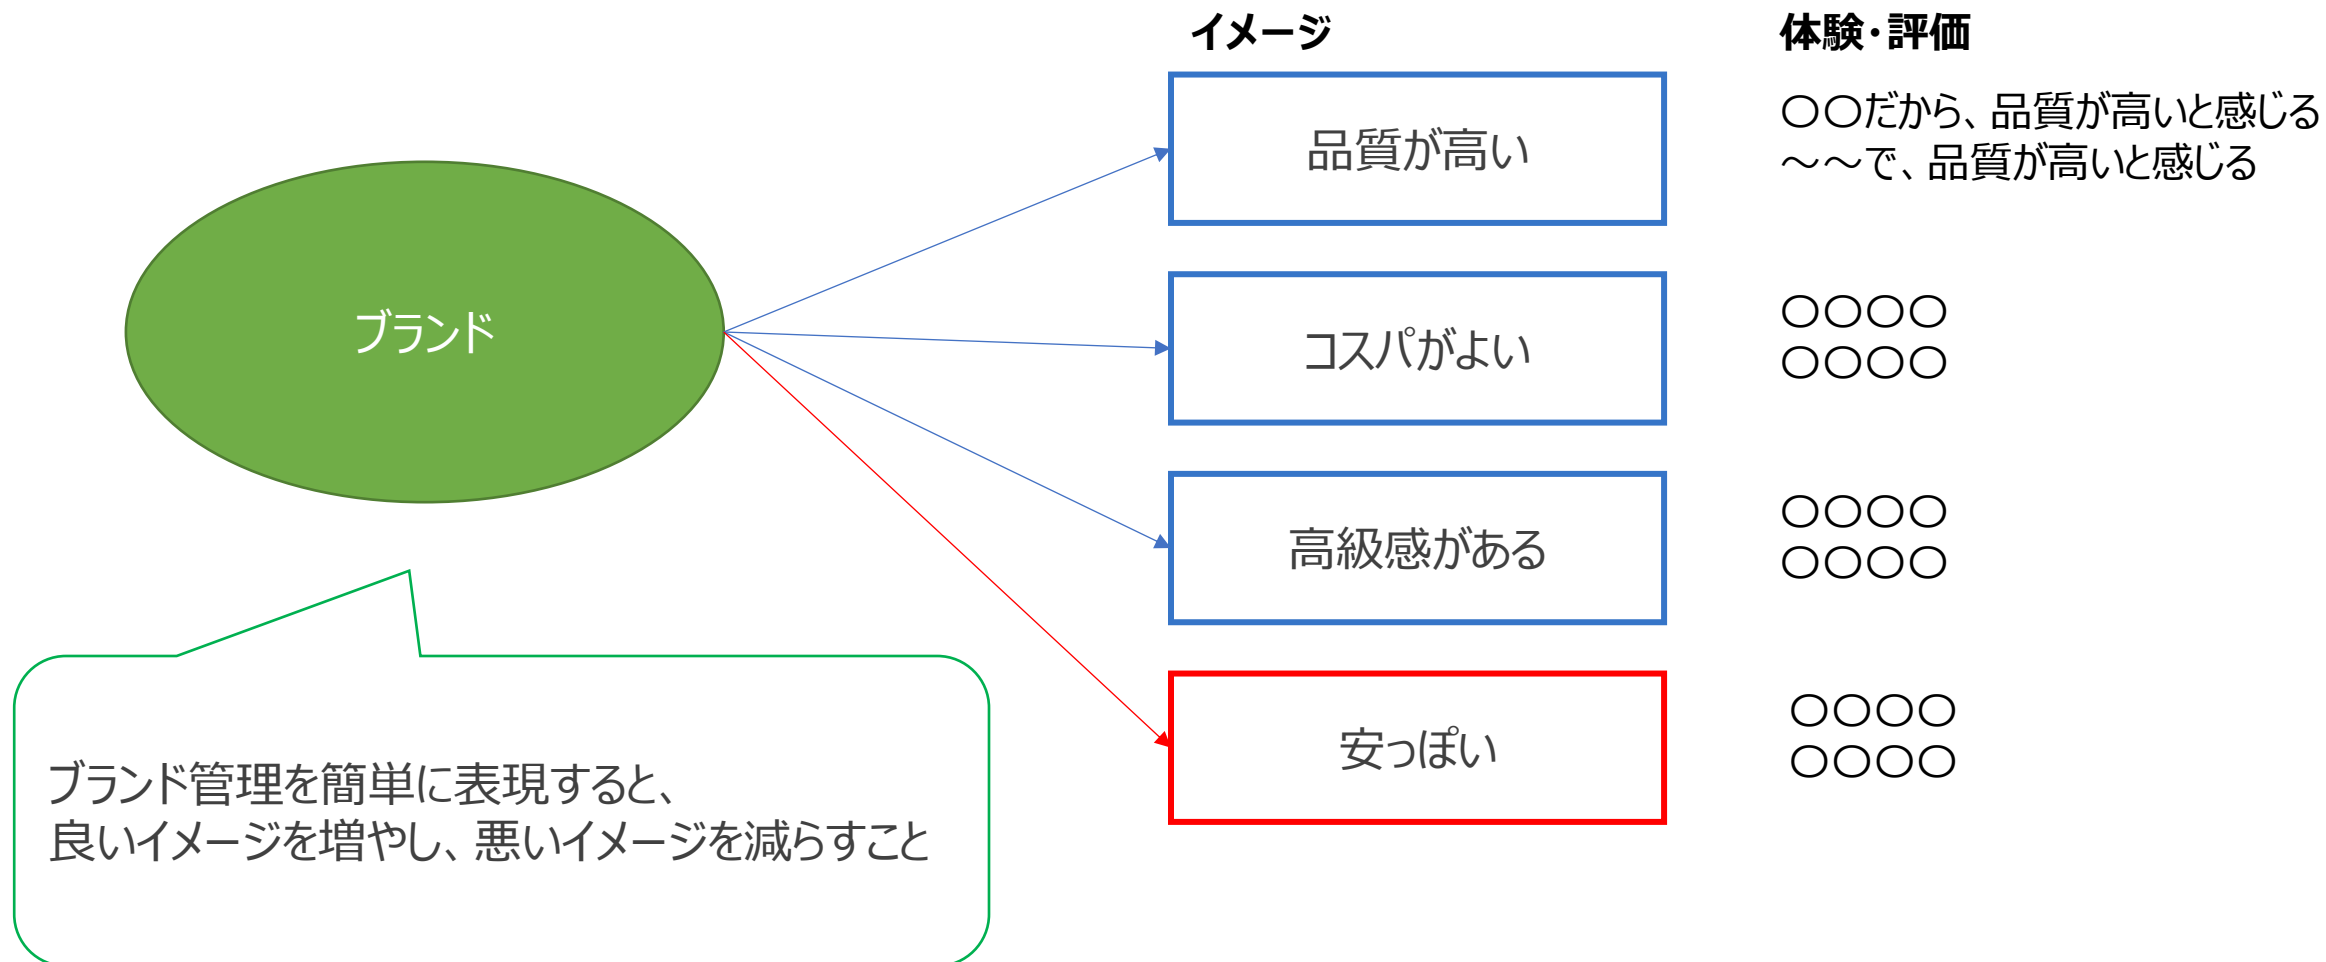 イメージ
体験・評価
品質が高い
〇〇だから、品質が高いと感じる
～～で、品質が高いと感じる
ブランド
コスパがよい
〇〇〇〇
〇〇〇〇
高級感がある
〇〇〇〇
〇〇〇〇
安っぽい
〇〇〇〇
〇〇〇〇
ブランド管理を簡単に表現すると、
良いイメージを増やし、悪いイメージを減らすこと